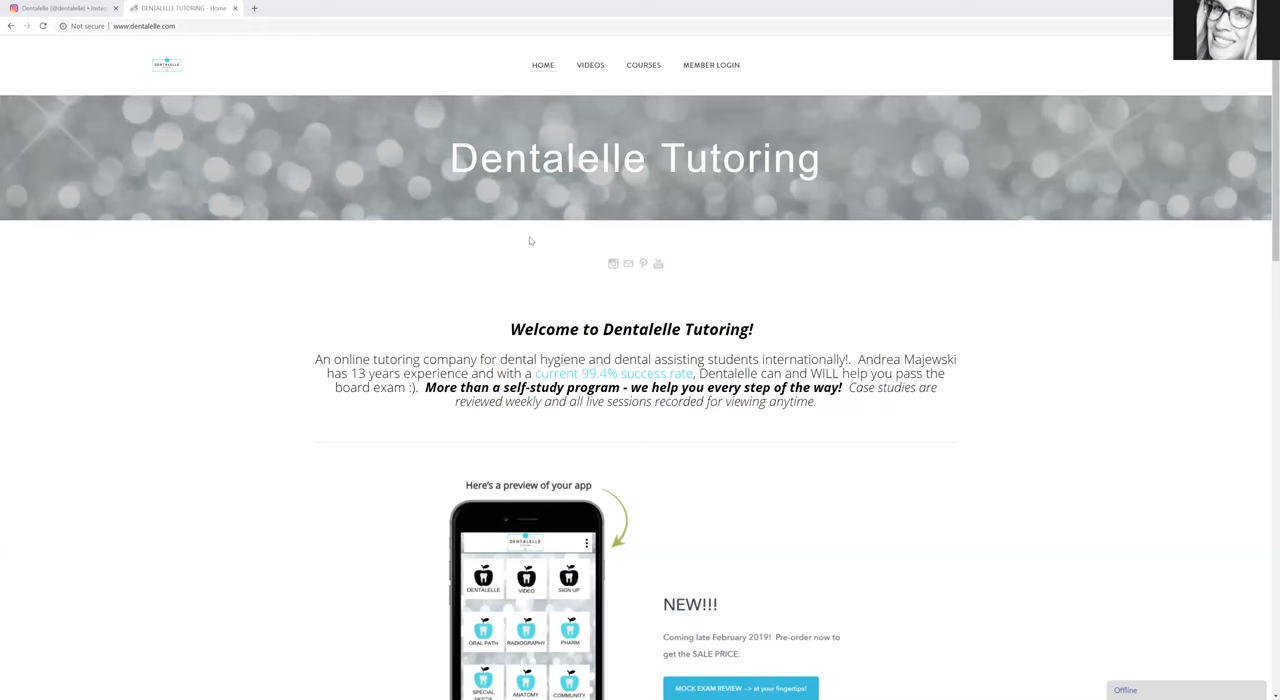 Dentalelle (@dentalelle) • Insta
DENTALELLE TUTORING - Home
Not secure | www.dentalelle.com
DENTALELLE
HOME VIDEOS COURSES MEMBER LOGIN
Dentalelle Tutoring
Welcome to Dentalelle Tutoring!
An online tutoring company for dental hygiene and dental assisting students internationally!. Andrea Majewski
has 13 years experience and with a current 99.4% success rate, Dentalelle can and WILL help you pass the
board exam :). More than a self-study program - we help you every step of the way! Case studies are
reviewed weekly and all live sessions recorded for viewing anytime.
Here's a preview of your app
DENTALELLE
DENTALELLE VIDEO SIGN UP
ORAL PATH RADIOGRAPHY PHARM
SPECIAL NEEDS ANATOMY COMMUNITY
NEW!!!
Coming late February 2019! Pre-order now to
get the SALE PRICE.
MOCK EXAM REVIEW --> at your fingertips!
Offline